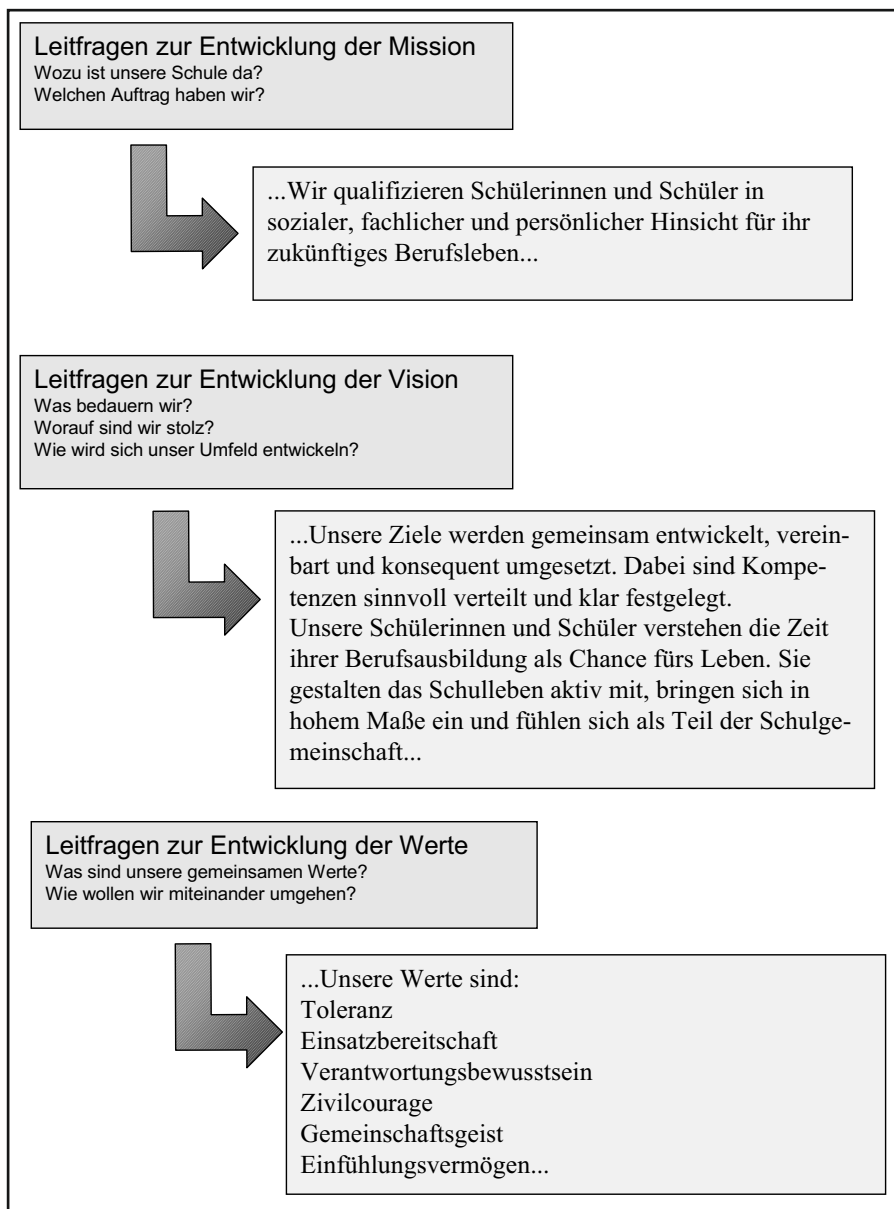 Leitfragen zur Entwicklung der Mission
Wozu ist unsere Schule da?
Welchen Auftrag haben wir?
...Wir qualifizieren Schülerinnen und Schüler in
sozialer, fachlicher und persönlicher Hinsicht für ihr
zukünftiges Berufsleben...
Leitfragen zur Entwicklung der Vision
Was bedauern wir?
Worauf sind wir stolz?
Wie wird sich unser Umfeld entwickeln?
...Unsere Ziele werden gemeinsam entwickelt, verein-
bart und konsequent umgesetzt. Dabei sind Kompe-
tenzen sinnvoll verteilt und klar festgelegt.
Unsere Schülerinnen und Schüler verstehen die Zeit
ihrer Berufsausbildung als Chance fürs Leben. Sie
gestalten das Schulleben aktiv mit, bringen sich in
hohem Maße ein und fühlen sich als Teil der Schulge-
meinschaft...
Leitfragen zur Entwicklung der Werte
Was sind unsere gemeinsamen Werte?
Wie wollen wir miteinander umgehen?
...Unsere Werte sind:
Toleranz
Einsatzbereitschaft
Verantwortungsbewusstsein
Zivilcourage
Gemeinschaftsgeist
Einfühlungsvermögen...